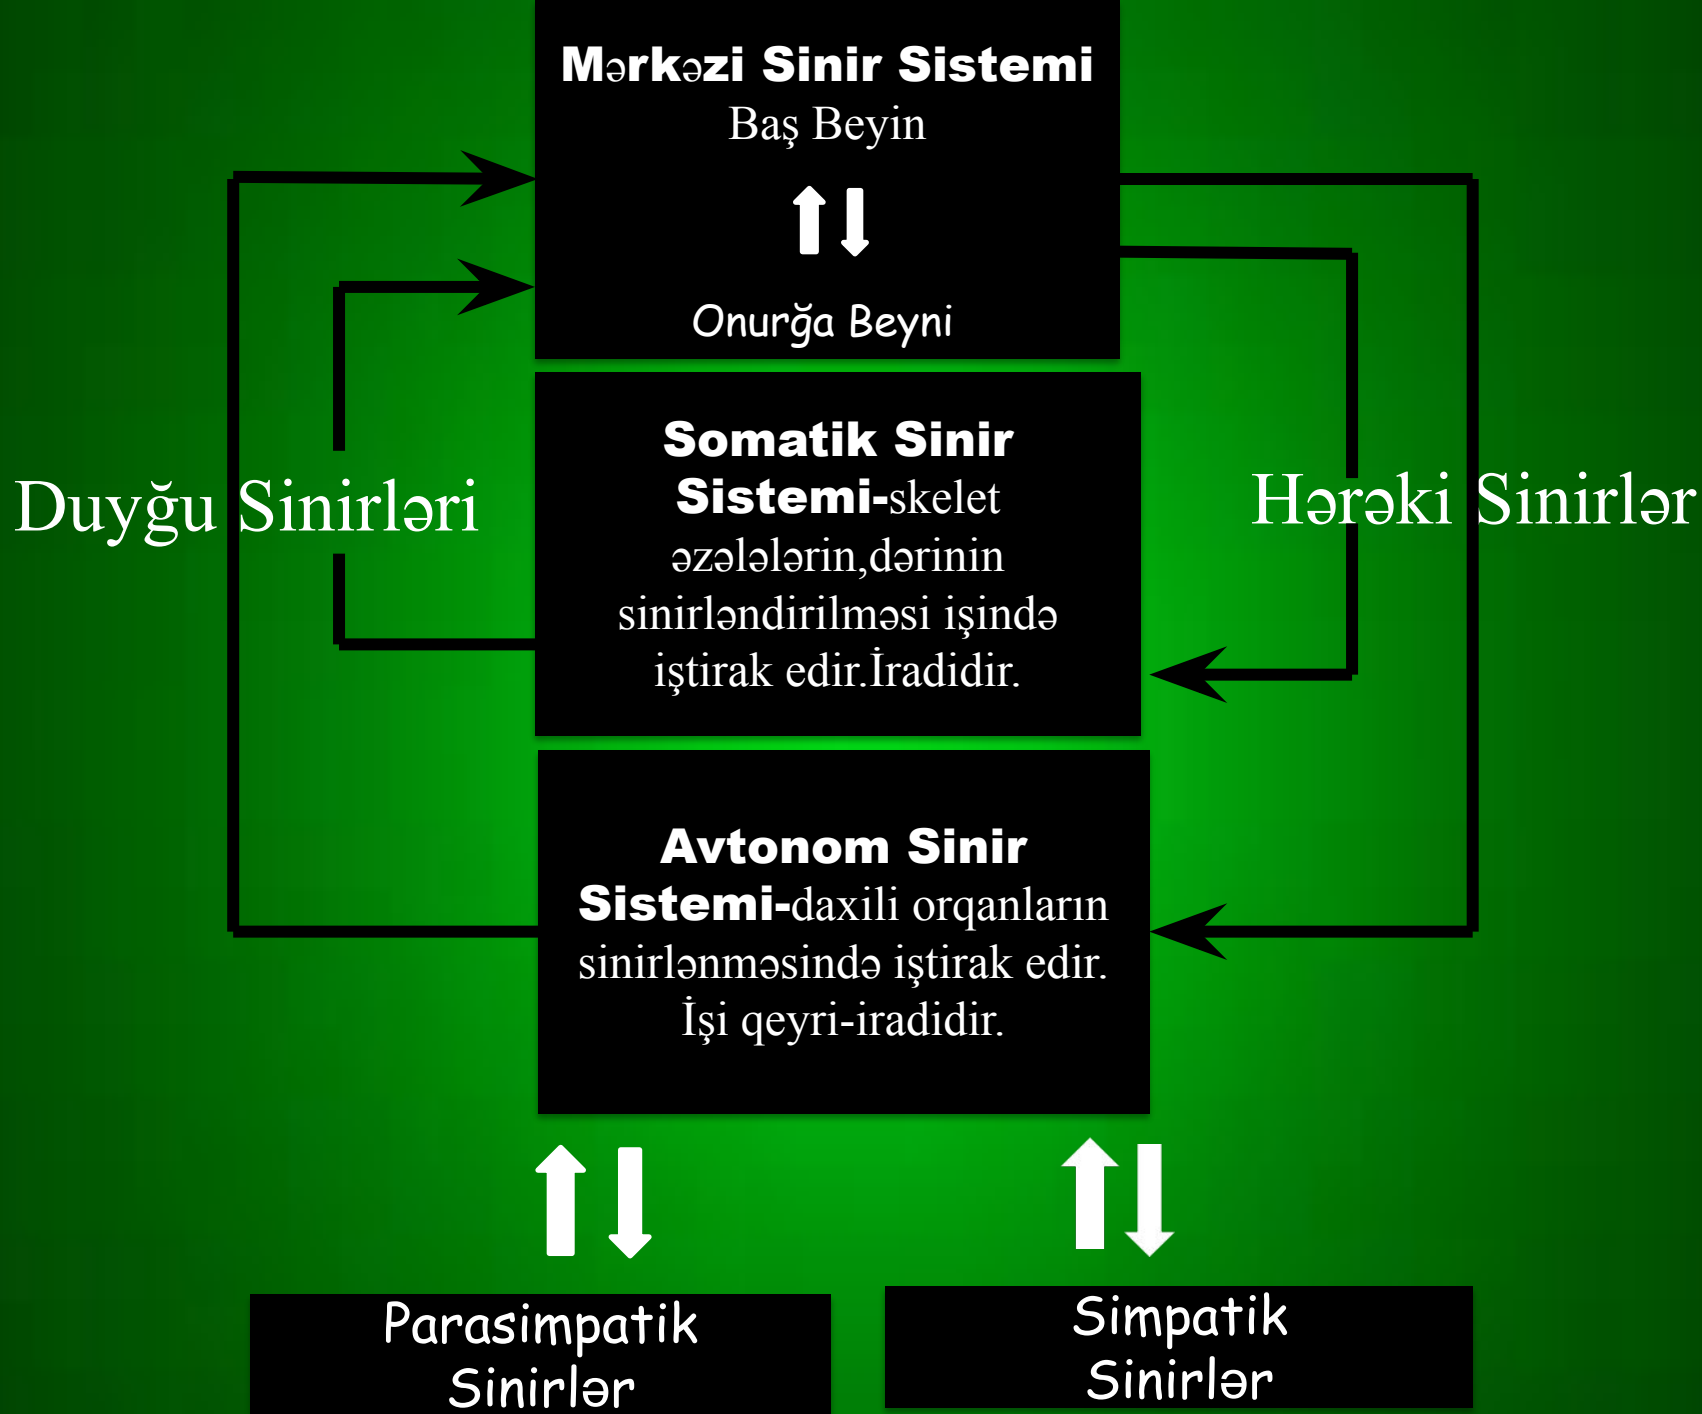 Mərkəzi Sinir Sistemi
Baş Beyin
Onurğa Beyni
Duyğu Sinirləri
Somatik Sinir
Sistemi-skelet
əzələlərin,dərinin
sinirləndirilməsi işində
iştirak edir.İradidir.
Hərəki Sinirlər
Avtonom Sinir
Sistemi-daxili orqanların
sinirlənməsində iştirak edir.
İşi qeyri-iradidir.
Parasimpatik
Sinirlər
Simpatik
Sinirlər